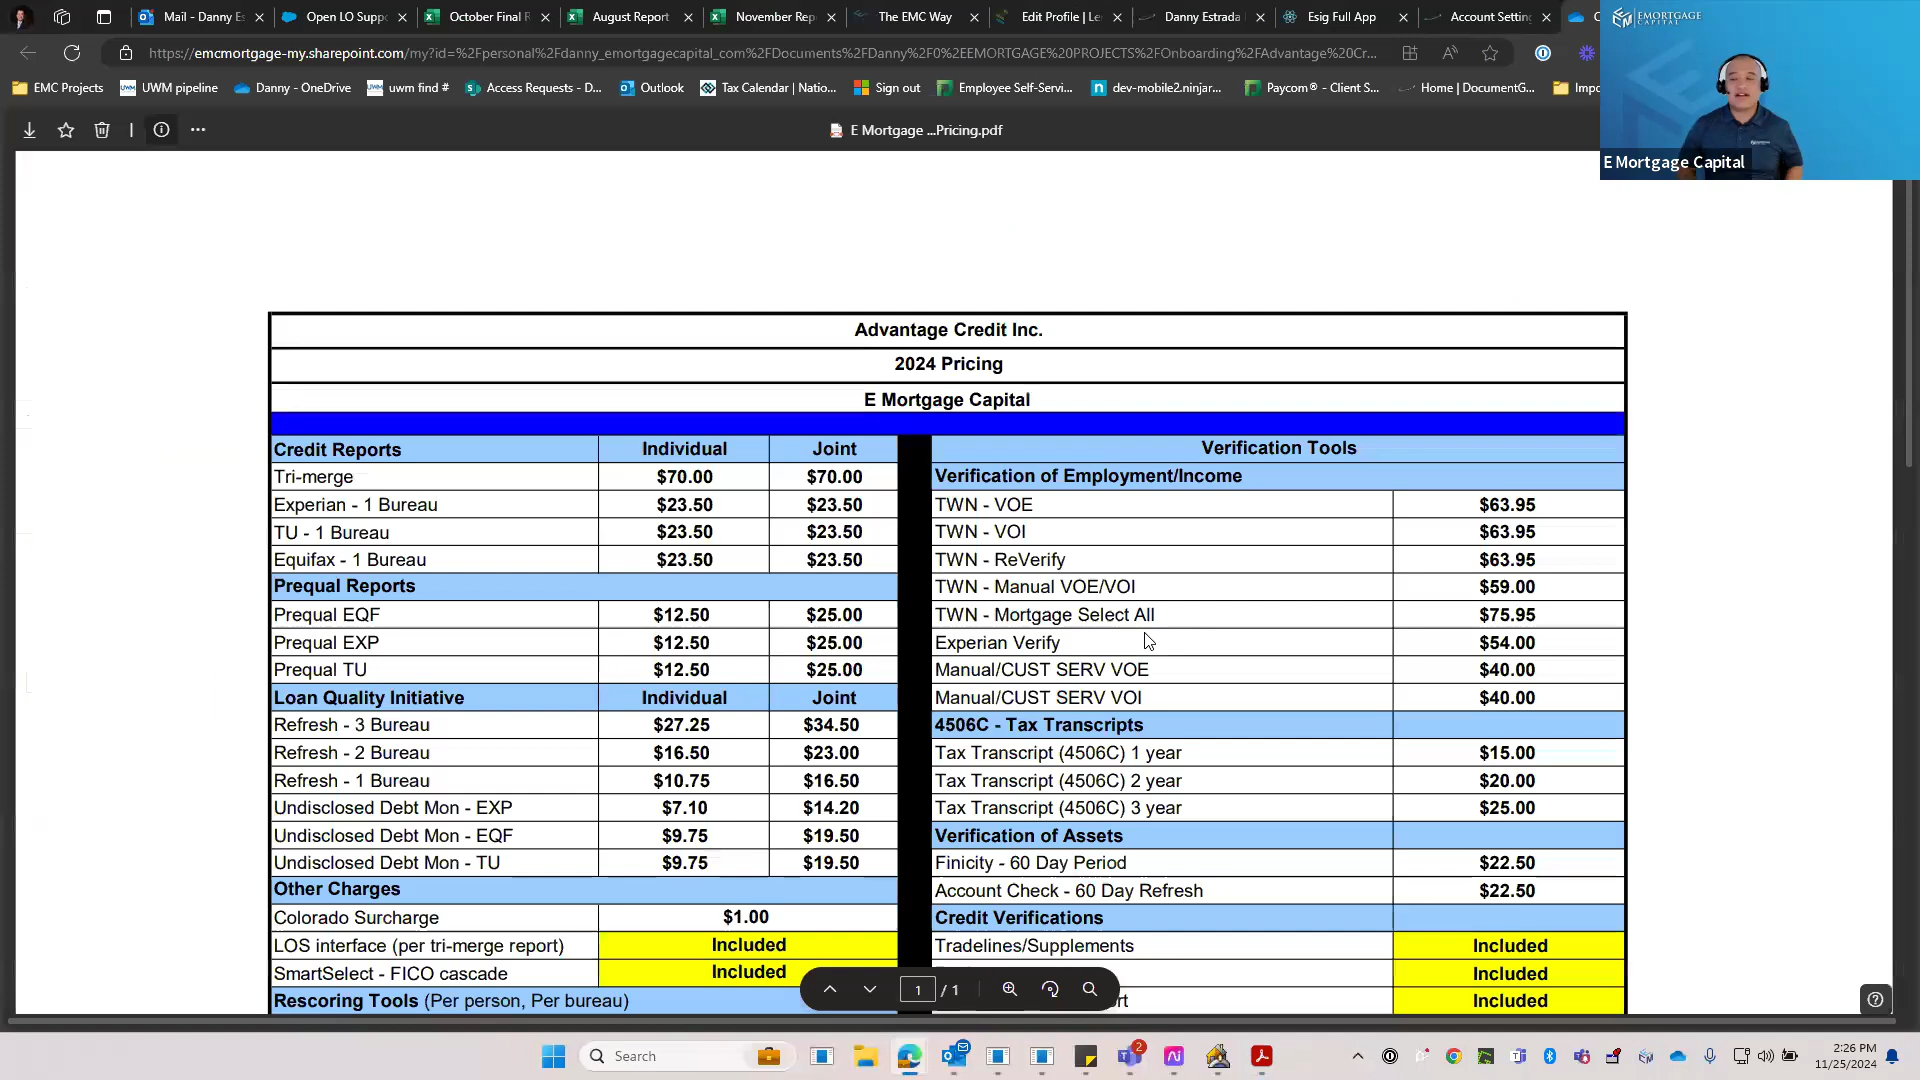 Mail - Danny Es
Open LO Supp
October Final R
August Report
November Rep
The EMC Way
Edit Profile | Le
Danny Estrada
Esig Full App
Account Settin
EMORTGAGE
CAPITAL
https://emcmortgage-my.sharepoint.com/my?id=%2Fpersonal%2Fdanny_emortgagecapital_com%2FDocuments%2FDanny%2F0%2EEMORTGAGE%20PROJECTS%2FOnboarding%2FAdvantage%20Cr...
EMC Projects
UWM pipeline
Danny - OneDrive
uwm find #
Access Requests - D...
Outlook
Tax Calendar | Natio...
Sign out
Employee Self-Servi...
dev-mobile2.ninjar...
Paycom® - Client S...
Home | DocumentG...
Impo
E Mortgage ...Pricing.pdf
E Mortgage Capital
Advantage Credit Inc.
2024 Pricing
E Mortgage Capital
Credit Reports Individual Joint
Tri-merge $70.00 $70.00
Experian - 1 Bureau $23.50 $23.50
TU - 1 Bureau $23.50 $23.50
Equifax - 1 Bureau $23.50 $23.50
Prequal Reports
Prequal EQF $12.50 $25.00
Prequal EXP $12.50 $25.00
Prequal TU $12.50 $25.00
Loan Quality Initiative Individual Joint
Refresh - 3 Bureau $27.25 $34.50
Refresh - 2 Bureau $16.50 $23.00
Refresh - 1 Bureau $10.75 $16.50
Undisclosed Debt Mon - EXP $7.10 $14.20
Undisclosed Debt Mon - EQF $9.75 $19.50
Undisclosed Debt Mon - TU $9.75 $19.50
Other Charges
Colorado Surcharge $1.00
LOS interface (per tri-merge report) Included
SmartSelect - FICO cascade Included
Rescoring Tools (Per person, Per bureau)
Verification Tools
Verification of Employment/Income
TWN - VOE $63.95
TWN - VOI $63.95
TWN - ReVerify $63.95
TWN - Manual VOE/VOI $59.00
TWN - Mortgage Select All $75.95
Experian Verify $54.00
Manual/CUST SERV VOE $40.00
Manual/CUST SERV VOI $40.00
4506C - Tax Transcripts
Tax Transcript (4506C) 1 year $15.00
Tax Transcript (4506C) 2 year $20.00
Tax Transcript (4506C) 3 year $25.00
Verification of Assets
Finicity - 60 Day Period $22.50
Account Check - 60 Day Refresh $22.50
Credit Verifications
Tradelines/Supplements Included
Included
rt Included
1 / 1
Search
2
2:26 PM
11/25/2024